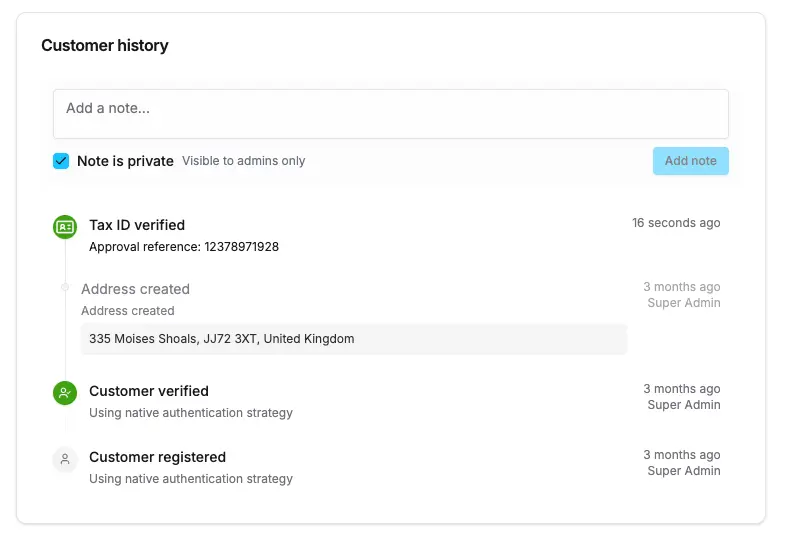 Customer history
Add a note...
Note is private Visible to admins only
Add note
Tax ID verified
16 seconds ago
Approval reference: 12378971928
Address created
3 months ago
Address created
Super Admin
335 Moises Shoals, JJ72 3XT, United Kingdom
Customer verified
3 months ago
Using native authentication strategy
Super Admin
Customer registered
3 months ago
Using native authentication strategy
Super Admin